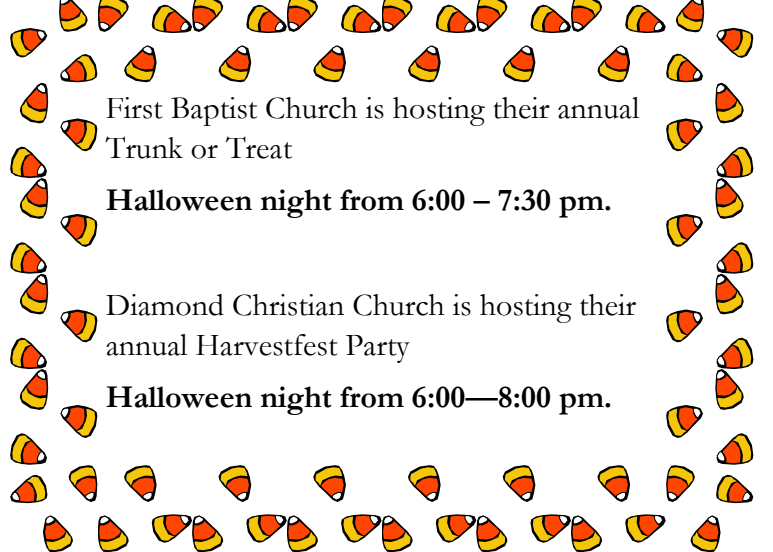 First Baptist Church is hosting their annual
Trunk or Treat
Halloween night from 6:00 – 7:30 pm.
Diamond Christian Church is hosting their
annual Harvestfest Party
Halloween night from 6:00—8:00 pm.